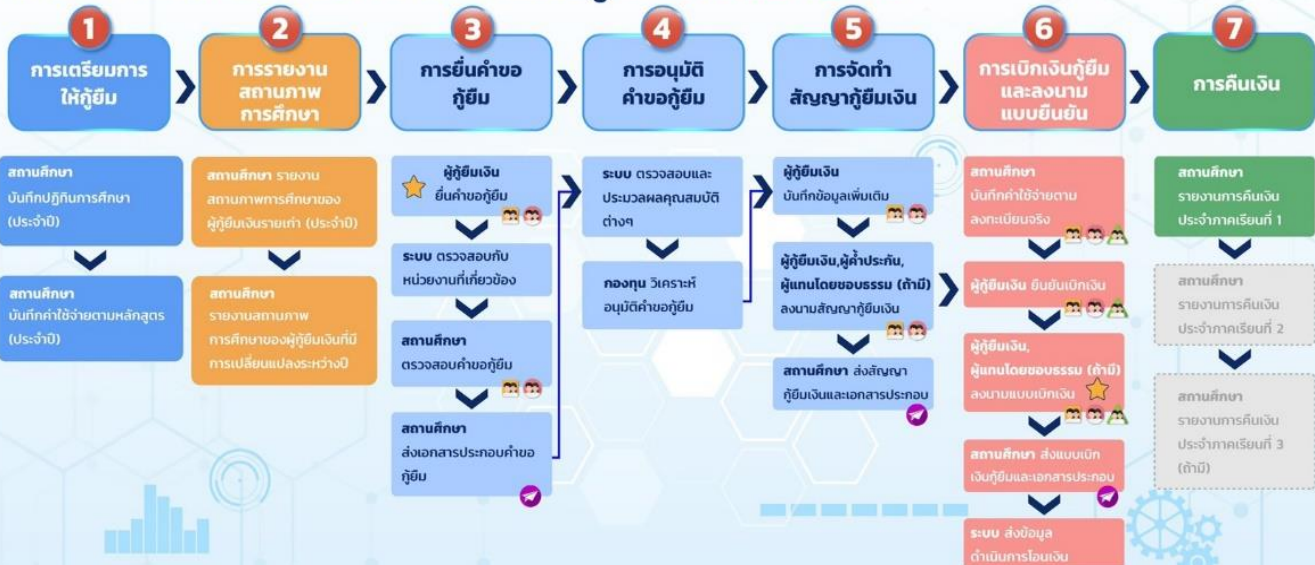 1
การเตรียมการ
ให้กู้ยืม
2
การรายงาน
สถานภาพ
การศึกษา
3
การยื่นคำขอ
กู้ยืม
4
การอนุมัติ
คำขอกู้ยืม
5
การจัดทำ
สัญญากู้ยืมเงิน
6
การเบิกเงินกู้ยืม
และลงนาม
แบบยืนยัน
7
การคืนเงิน
สถานศึกษา
บันทึกปฏิทินการศึกษา
(ประจำปี)
สถานศึกษา
บันทึกค่าใช้จ่ายตามหลักสูตร
(ประจำปี)
สถานศึกษา รายงาน
สถานภาพการศึกษาของ
ผู้กู้ยืมเงินรายเก่า (ประจำปี)
สถานศึกษา
รายงานสถานภาพ
การศึกษาของผู้กู้ยืมเงินที่มี
การเปลี่ยนแปลงระหว่างปี
ผู้กู้ยืมเงิน
ยื่นคำขอกู้ยืม
ระบบ ตรวจสอบกับ
หน่วยงานที่เกี่ยวข้อง
สถานศึกษา
ตรวจสอบคำขอกู้ยืม
สถานศึกษา
ส่งเอกสารประกอบคำขอ
กู้ยืม
ระบบ ตรวจสอบและ
ประมวลผลคุณสมบัติ
ต่างๆ
กองทุน วิเคราะห์
อนุมัติคำขอกู้ยืม
ผู้กู้ยืมเงิน
บันทึกข้อมูลเพิ่มเติม
ผู้กู้ยืมเงิน,ผู้ค้ำประกัน,
ผู้แทนโดยชอบธรรม (ถ้ามี)
ลงนามสัญญากู้ยืมเงิน
สถานศึกษา ส่งสัญญา
กู้ยืมเงินและเอกสารประกอบ
สถานศึกษา
บันทึกค่าใช้จ่ายตาม
ลงทะเบียนจริง
ผู้กู้ยืมเงิน ยืนยันเบิกเงิน
ผู้กู้ยืมเงิน,
ผู้แทนโดยชอบธรรม (ถ้ามี)
ลงนามแบบเบิกเงิน
สถานศึกษา ส่งแบบเบิก
เงินกู้ยืมและเอกสารประกอบ
ระบบ ส่งข้อมูล
ดำเนินการโอนเงิน
สถานศึกษา
รายงานการคืนเงิน
ประจำภาคเรียนที่ 1
สถานศึกษา
รายงานการคืนเงิน
ประจำภาคเรียนที่ 2
สถานศึกษา
รายงานการคืนเงิน
ประจำภาคเรียนที่ 3
(ถ้ามี)